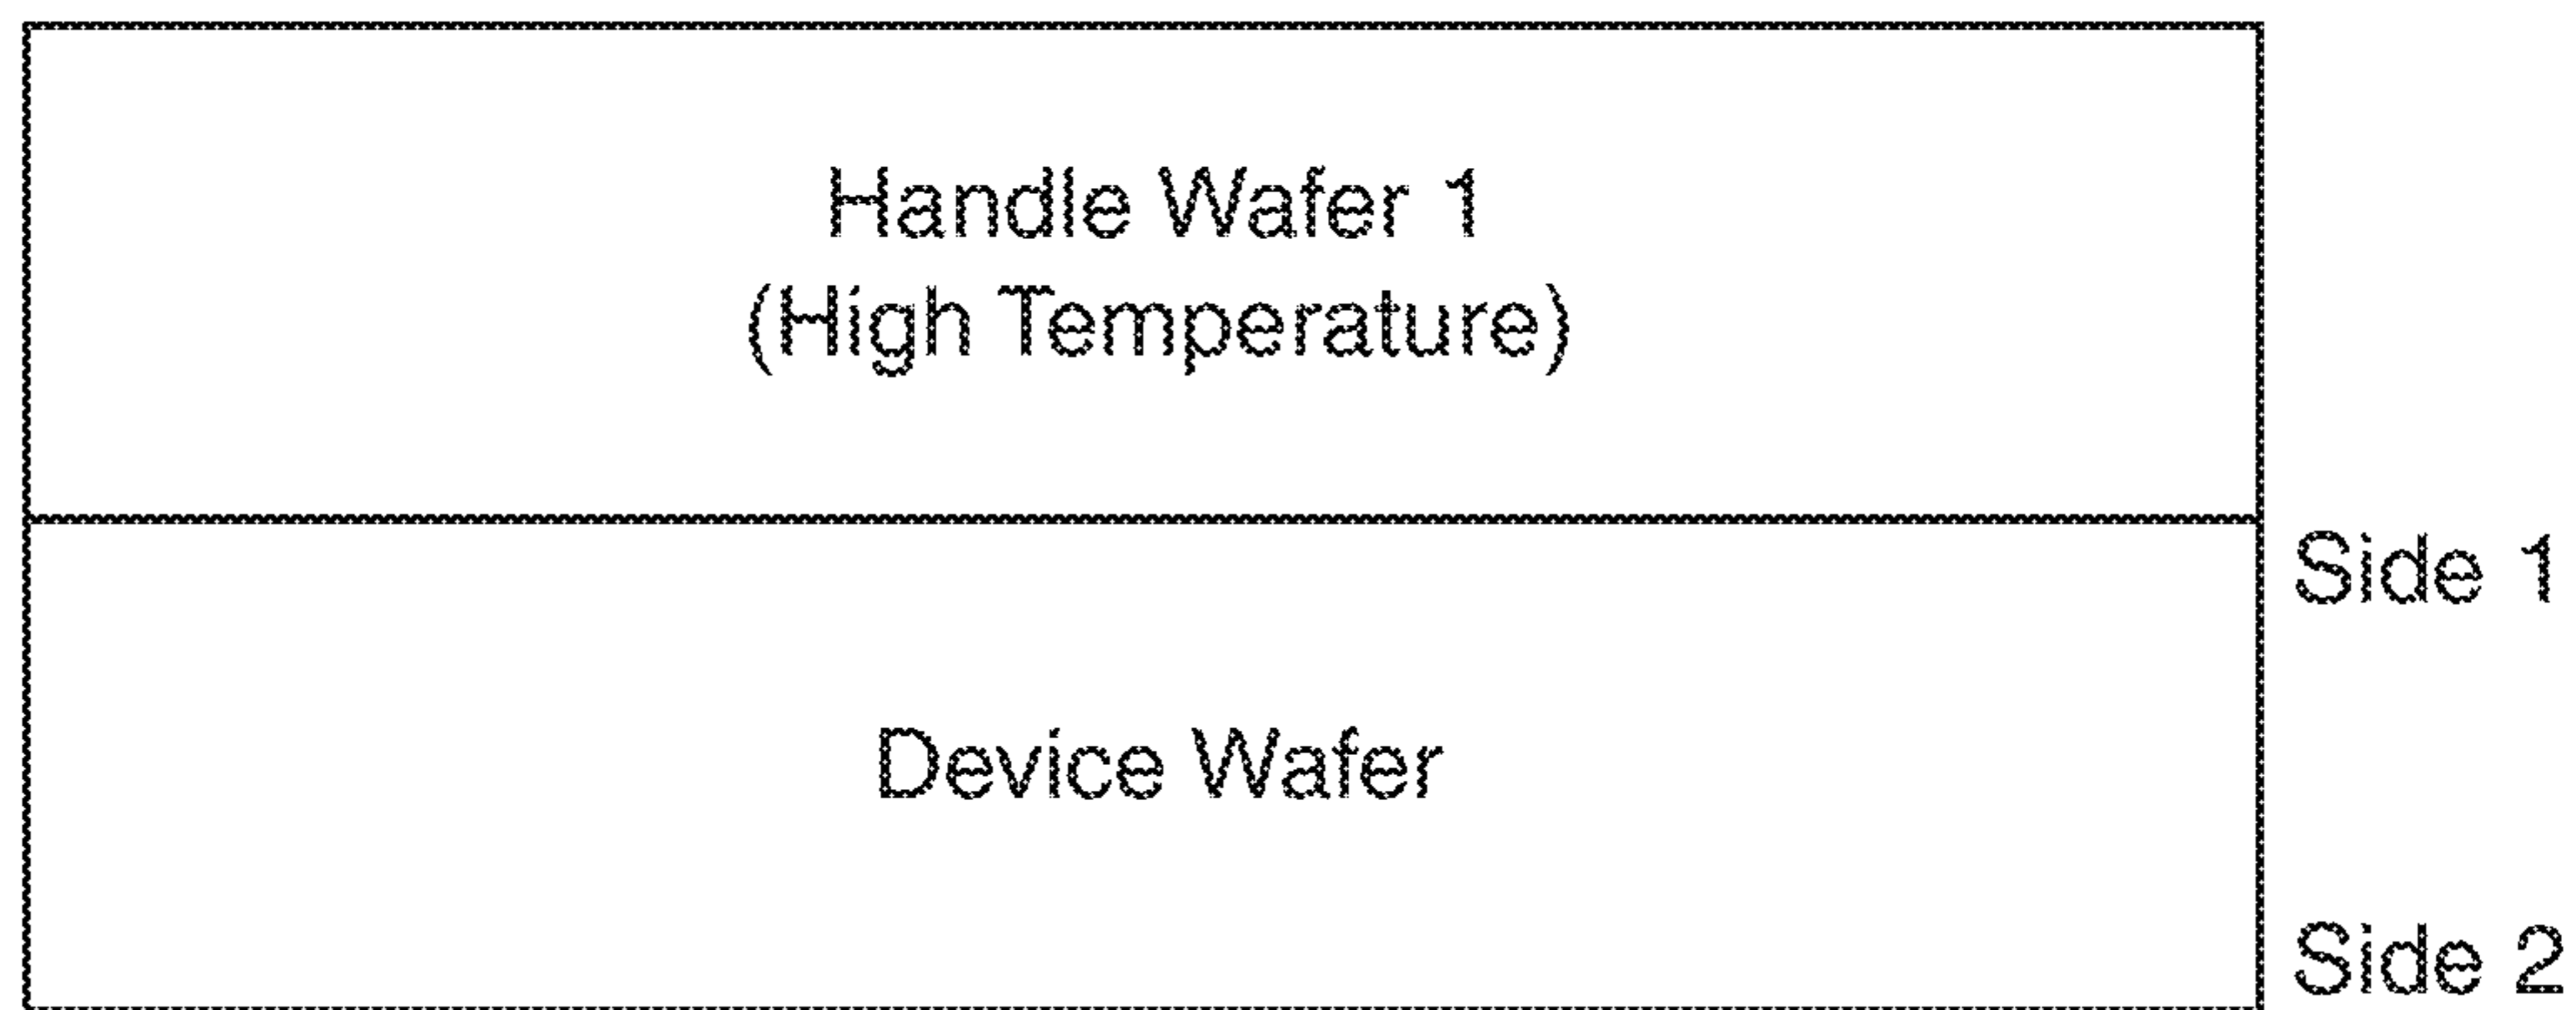 Handle Wafer 1
(High Temperature)
Side 1
Device Wafer
Side 2